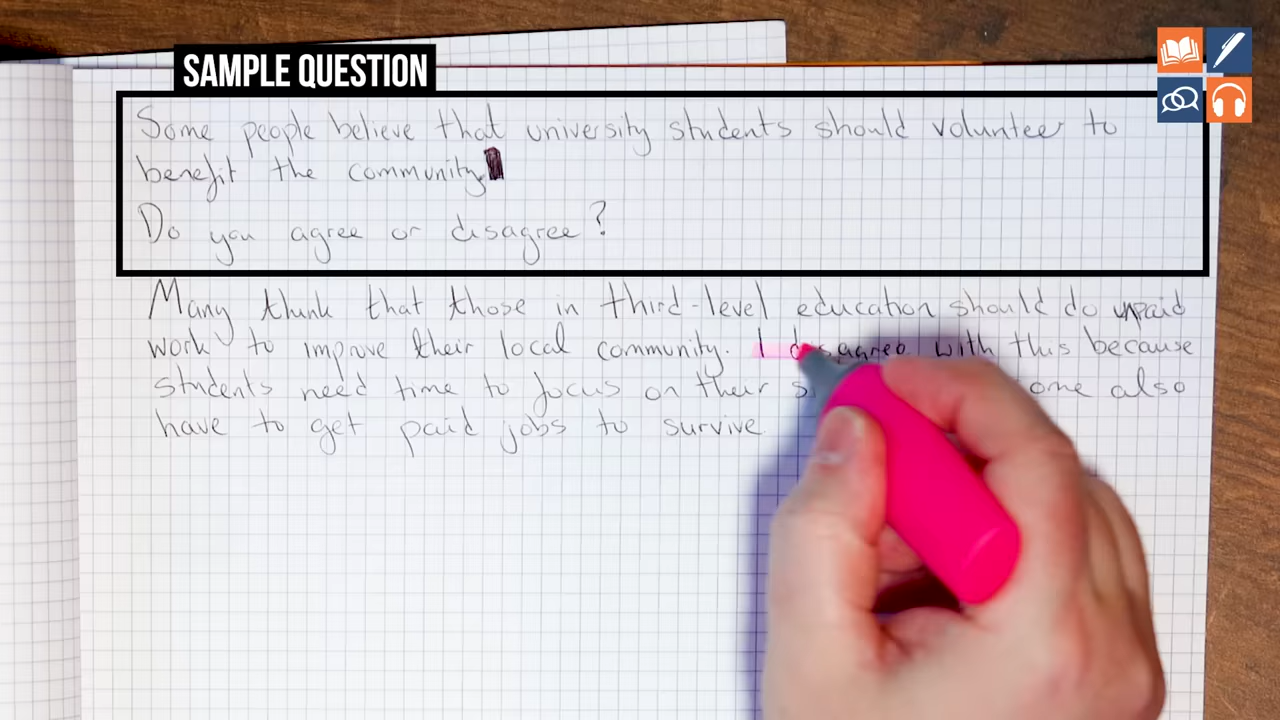 SAMPLE QUESTION
Some people believe that university students should volunteer to
benefit the community.
Do you agree or disagree?
Many think that those in third-level education should do unpaid
work to improve their local community. I disagree with this because
students need time to focus on their also
have to get paid jobs to survive